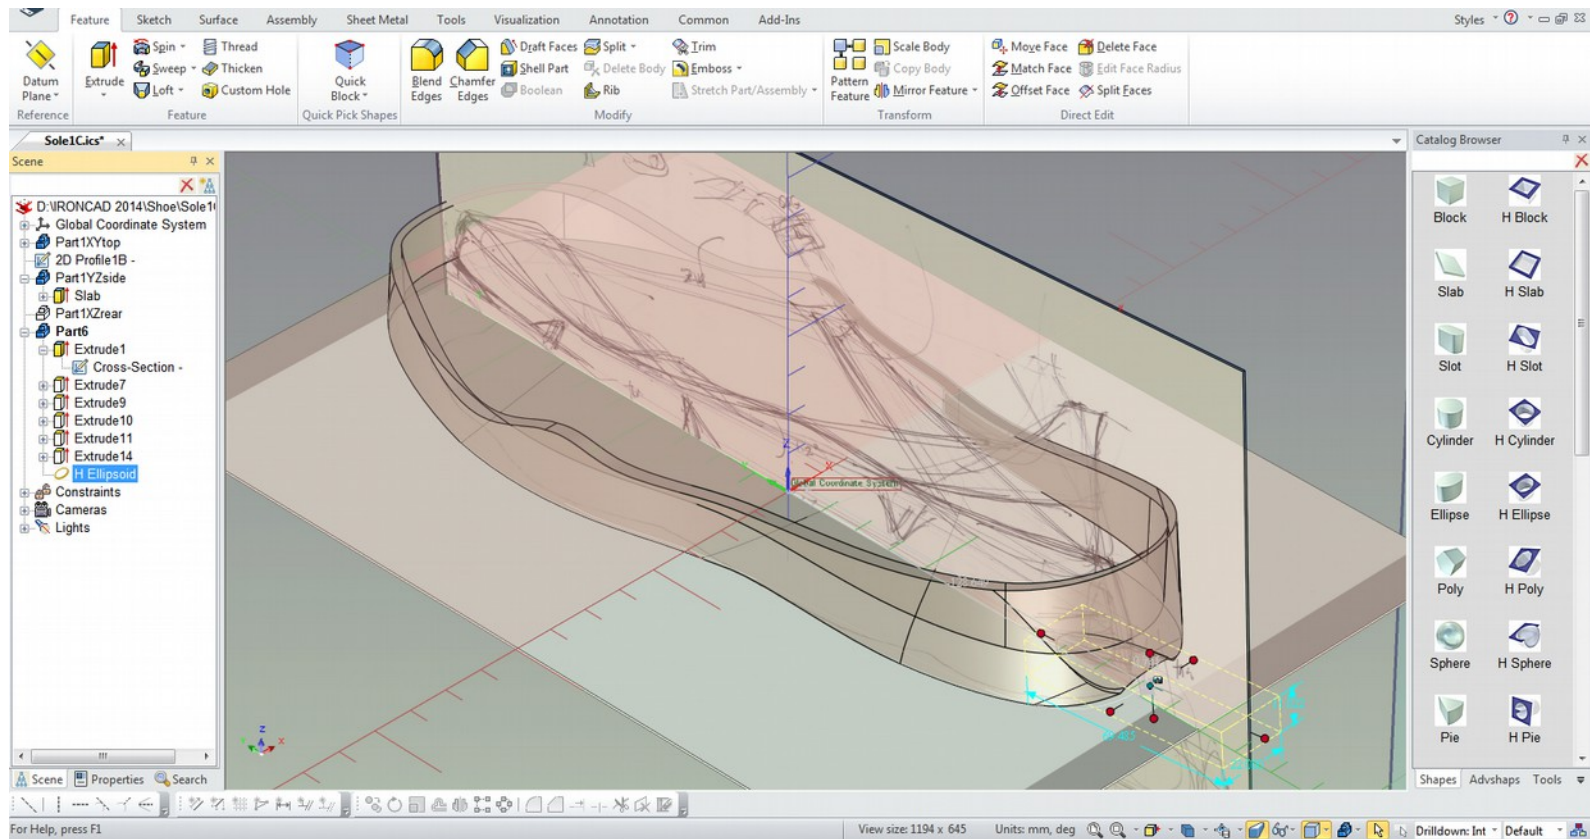 Feature Sketch Surface Assembly Sheet Metal Tools Visualization Annotation Common Add-Ins Styles
Datum Plane
Reference
Extrude
Spin
Sweep
Loft
Thread
Thicken
Custom Hole
Feature
Quick Block
Quick Pick Shapes
Blend Edges
Chamfer Edges
Draft Faces
Shell Part
Boolean
Split
Delete Body
Rib
Trim
Emboss
Stretch Part/Assembly
Modify
Pattern Feature
Scale Body
Copy Body
Mirror Feature
Transform
Move Face
Match Face
Offset Face
Delete Face
Edit Face Radius
Split Faces
Direct Edit
Sole1C.ics*
Scene
D:\IRONCAD 2014\Shoe\Sole1
Global Coordinate System
Part1XYtop
2D Profile1B -
Part1YZside
Slab
Part1XZrear
Part6
Extrude1
Cross-Section -
Extrude7
Extrude9
Extrude10
Extrude11
Extrude14
H Ellipsoid
Constraints
Cameras
Lights
Scene Properties Search
Z
X
Global Coordinate System
Z
X
Catalog Browser
Block H Block
Slab H Slab
Slot H Slot
Cylinder H Cylinder
Ellipse H Ellipse
Poly H Poly
Sphere H Sphere
Pie H Pie
Shapes Advshaps Tools
For Help, press F1
View size: 1194 x 645 Units: mm, deg Drilldown: Int Default